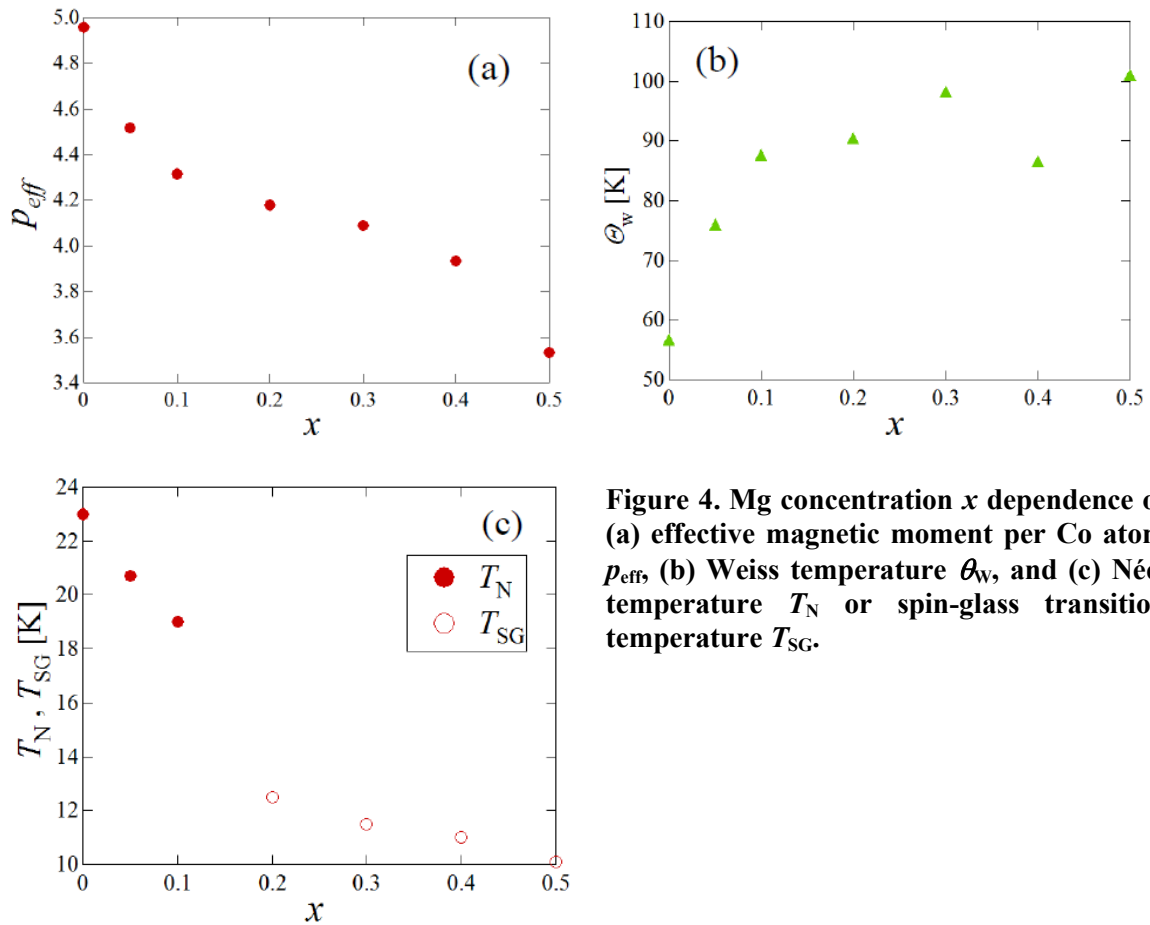 5.0
4.8
4.6
4.4
4.2
4.0
3.8
3.6
3.4
p_eff
(a)
0 0.1 0.2 0.3 0.4 0.5
x
110
100
90
80
70
60
50
Θ_w [K]
(b)
0 0.1 0.2 0.3 0.4 0.5
x
24
22
20
18
16
14
12
10
T_N , T_SG [K]
(c)
T_N
T_SG
0 0.1 0.2 0.3 0.4 0.5
x
Figure 4. Mg concentration x dependence
(a) effective magnetic moment per Co
p_eff, (b) Weiss temperature θ_W, and (c)
temperature T_N or spin-glass
temperature T_SG.